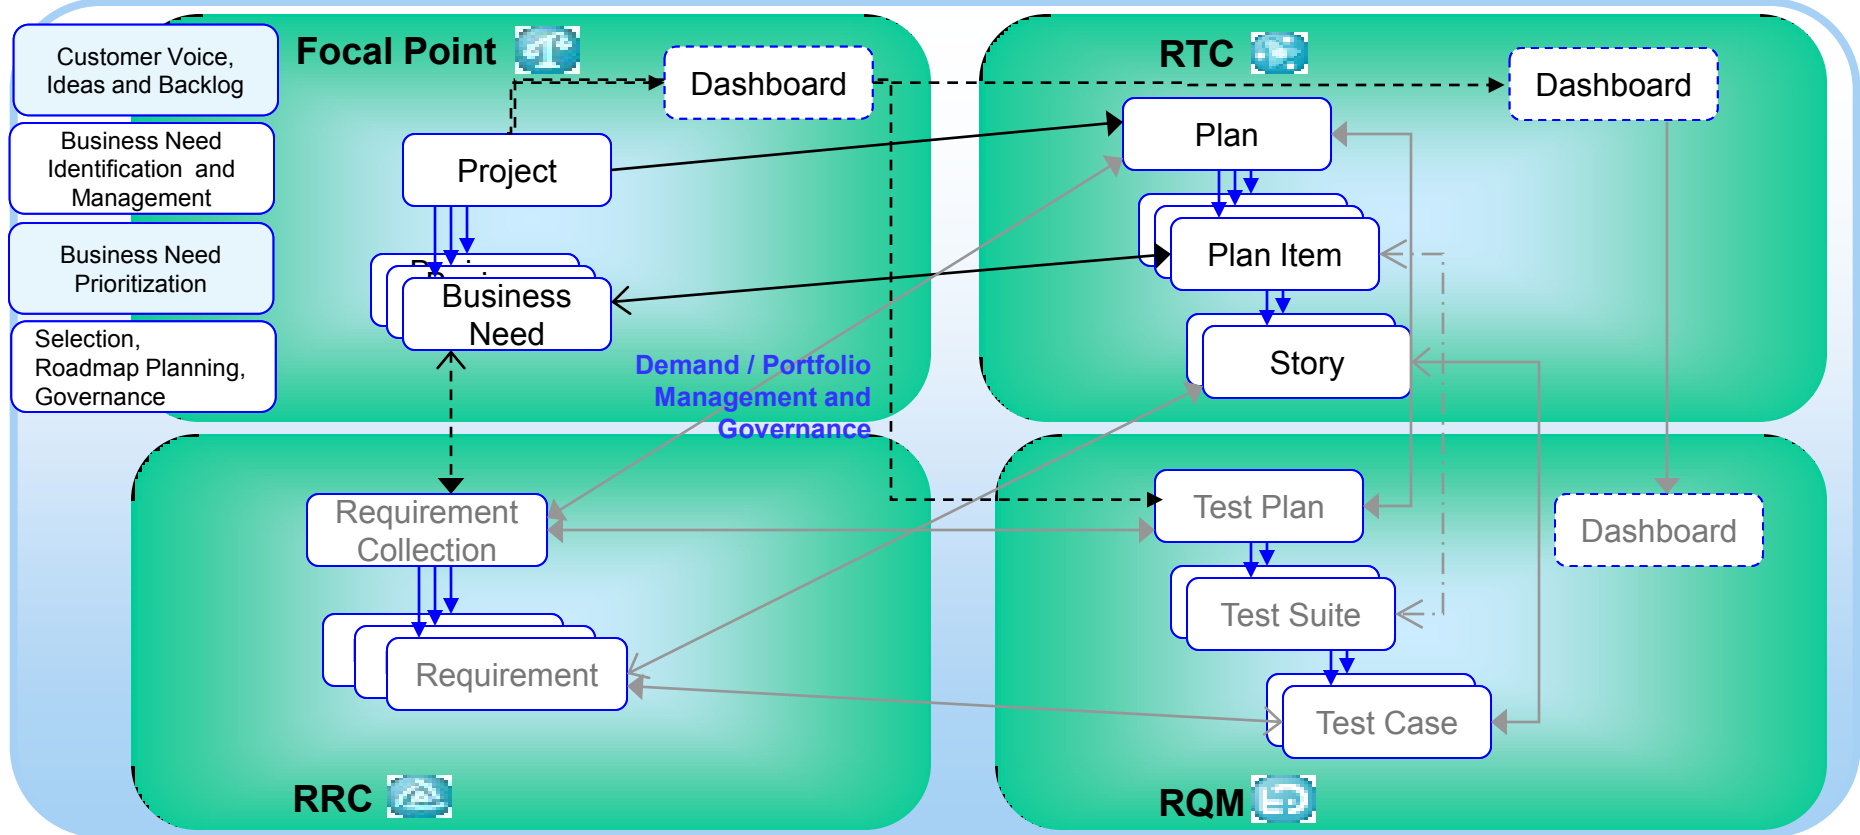 Customer Voice,
Ideas and Backlog
Business Need
Identification and
Management
Business Need
Prioritization
Selection,
Roadmap Planning,
Governance
Focal Point
Dashboard
Project
Business
Need
Demand / Portfolio
Management and
Governance
RTC
Dashboard
Plan
Plan Item
Story
Requirement
Collection
Requirement
RRC
Test Plan
Dashboard
Test Suite
Test Case
RQM